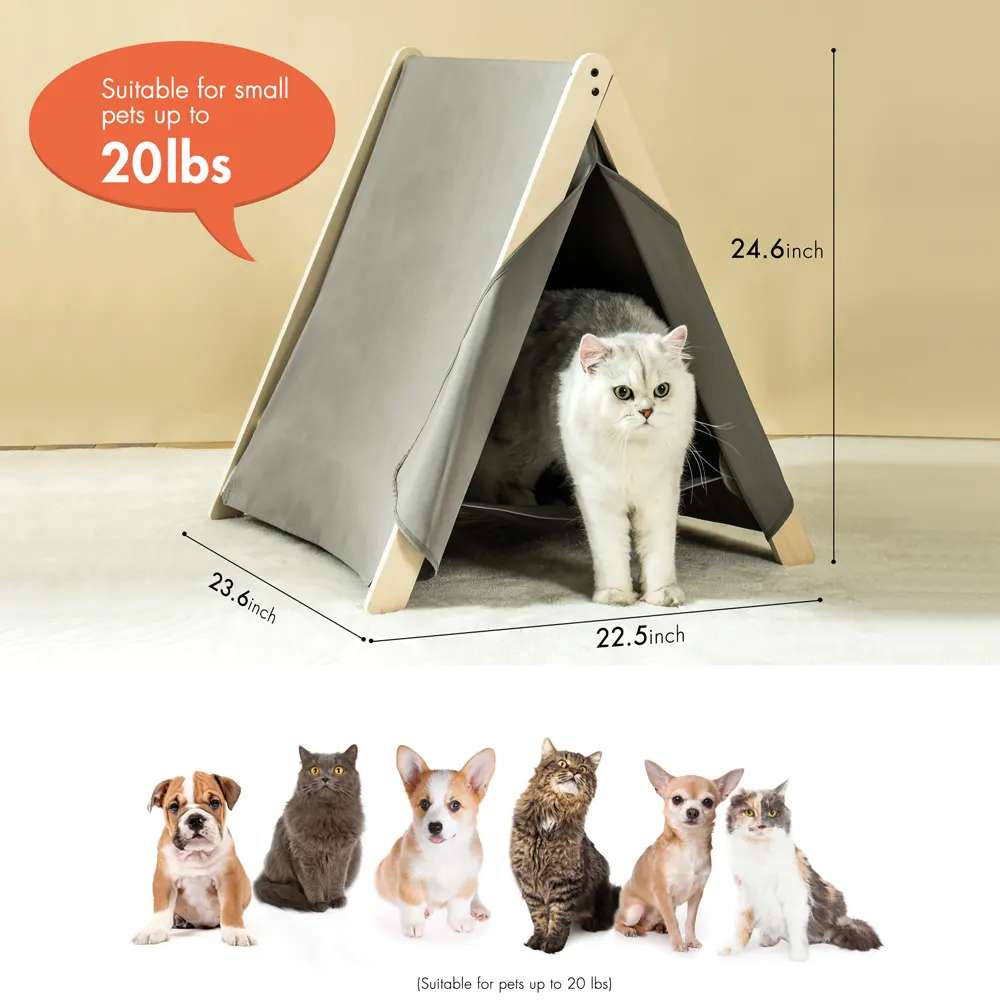 Suitable for small
pets up to
20lbs
24.6inch
23.6inch
22.5inch
(Suitable for pets up to 20 lbs)